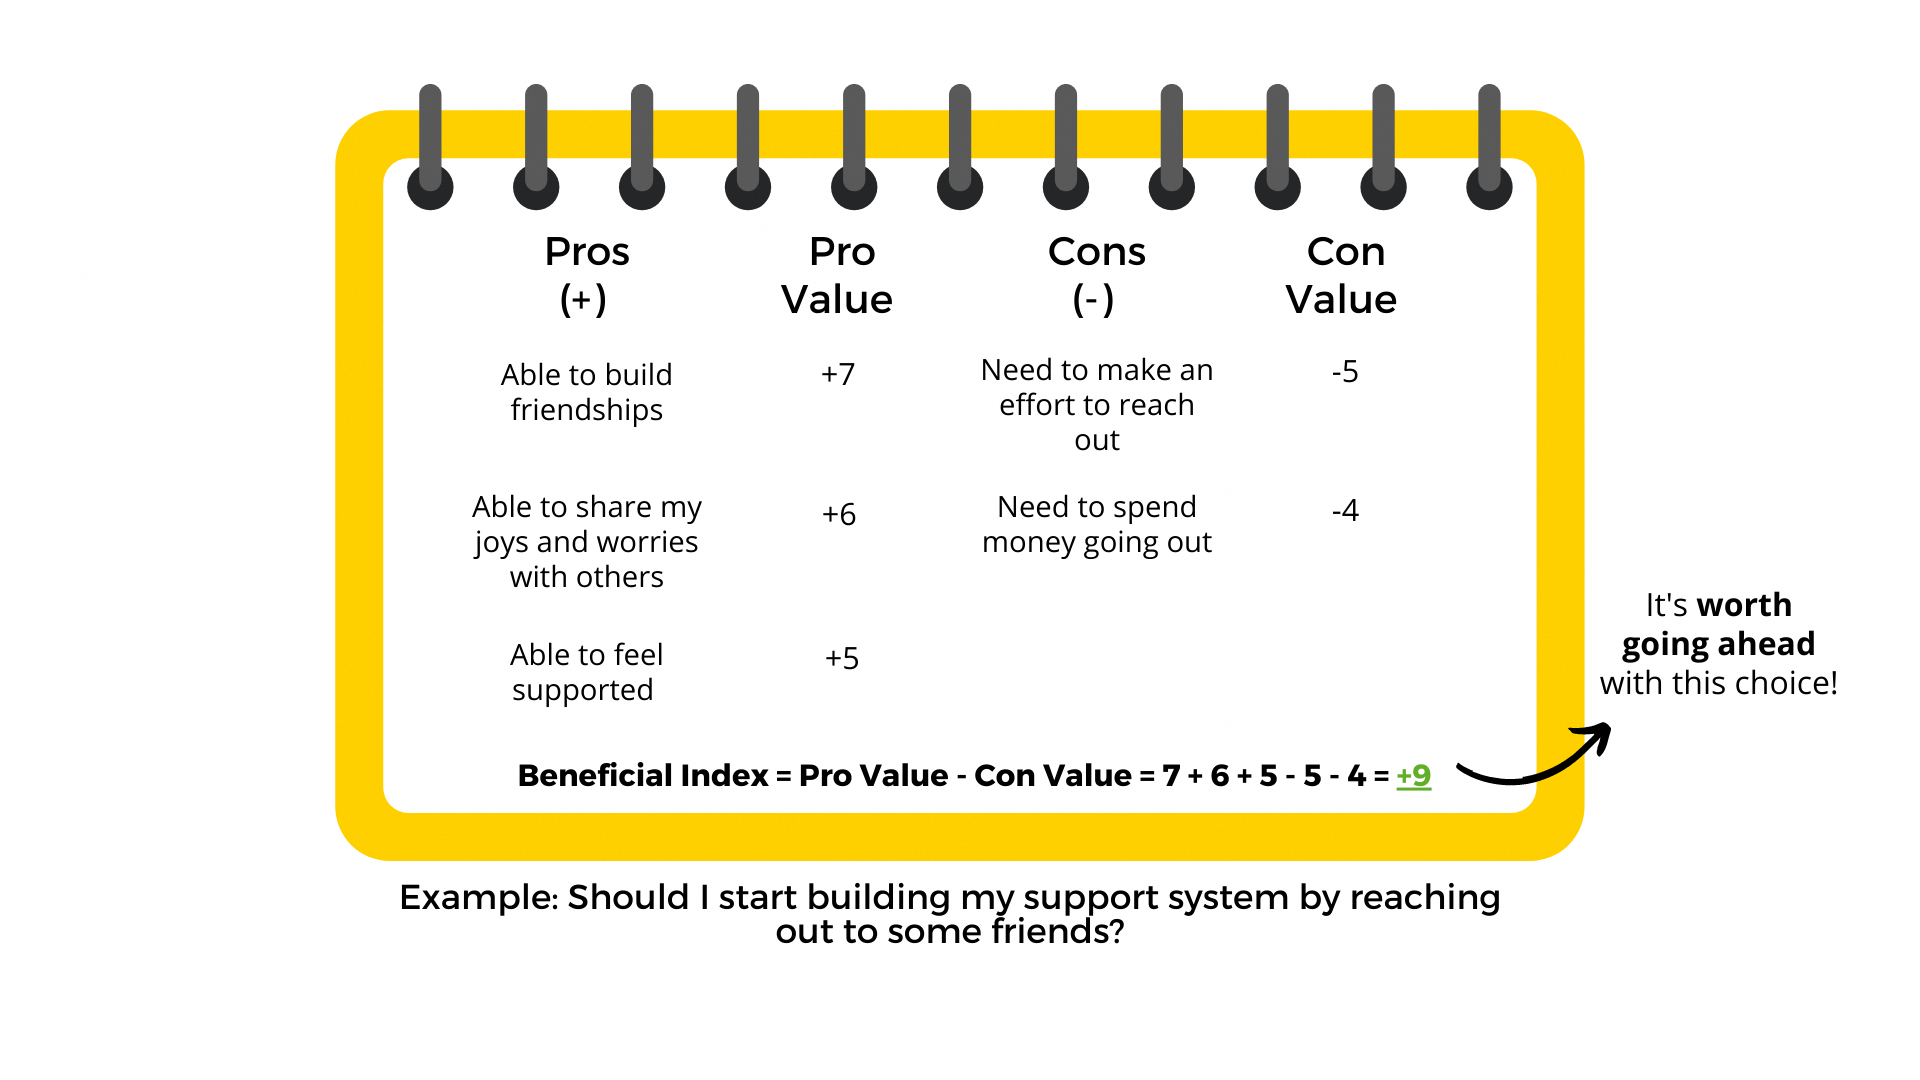 Pros
(+)
Pro
Value
Cons
(-)
Con
Value
Able to build
friendships
+7
Need to make an
effort to reach
out
-5
Able to share my
joys and worries
with others
+6
Need to spend
money going out
-4
Able to feel
supported
+5
It's worth
going ahead
with this choice!
Beneficial Index = Pro Value - Con Value = 7 + 6 + 5 - 5 - 4 = +9
Example: Should I start building my support system by reaching
out to some friends?